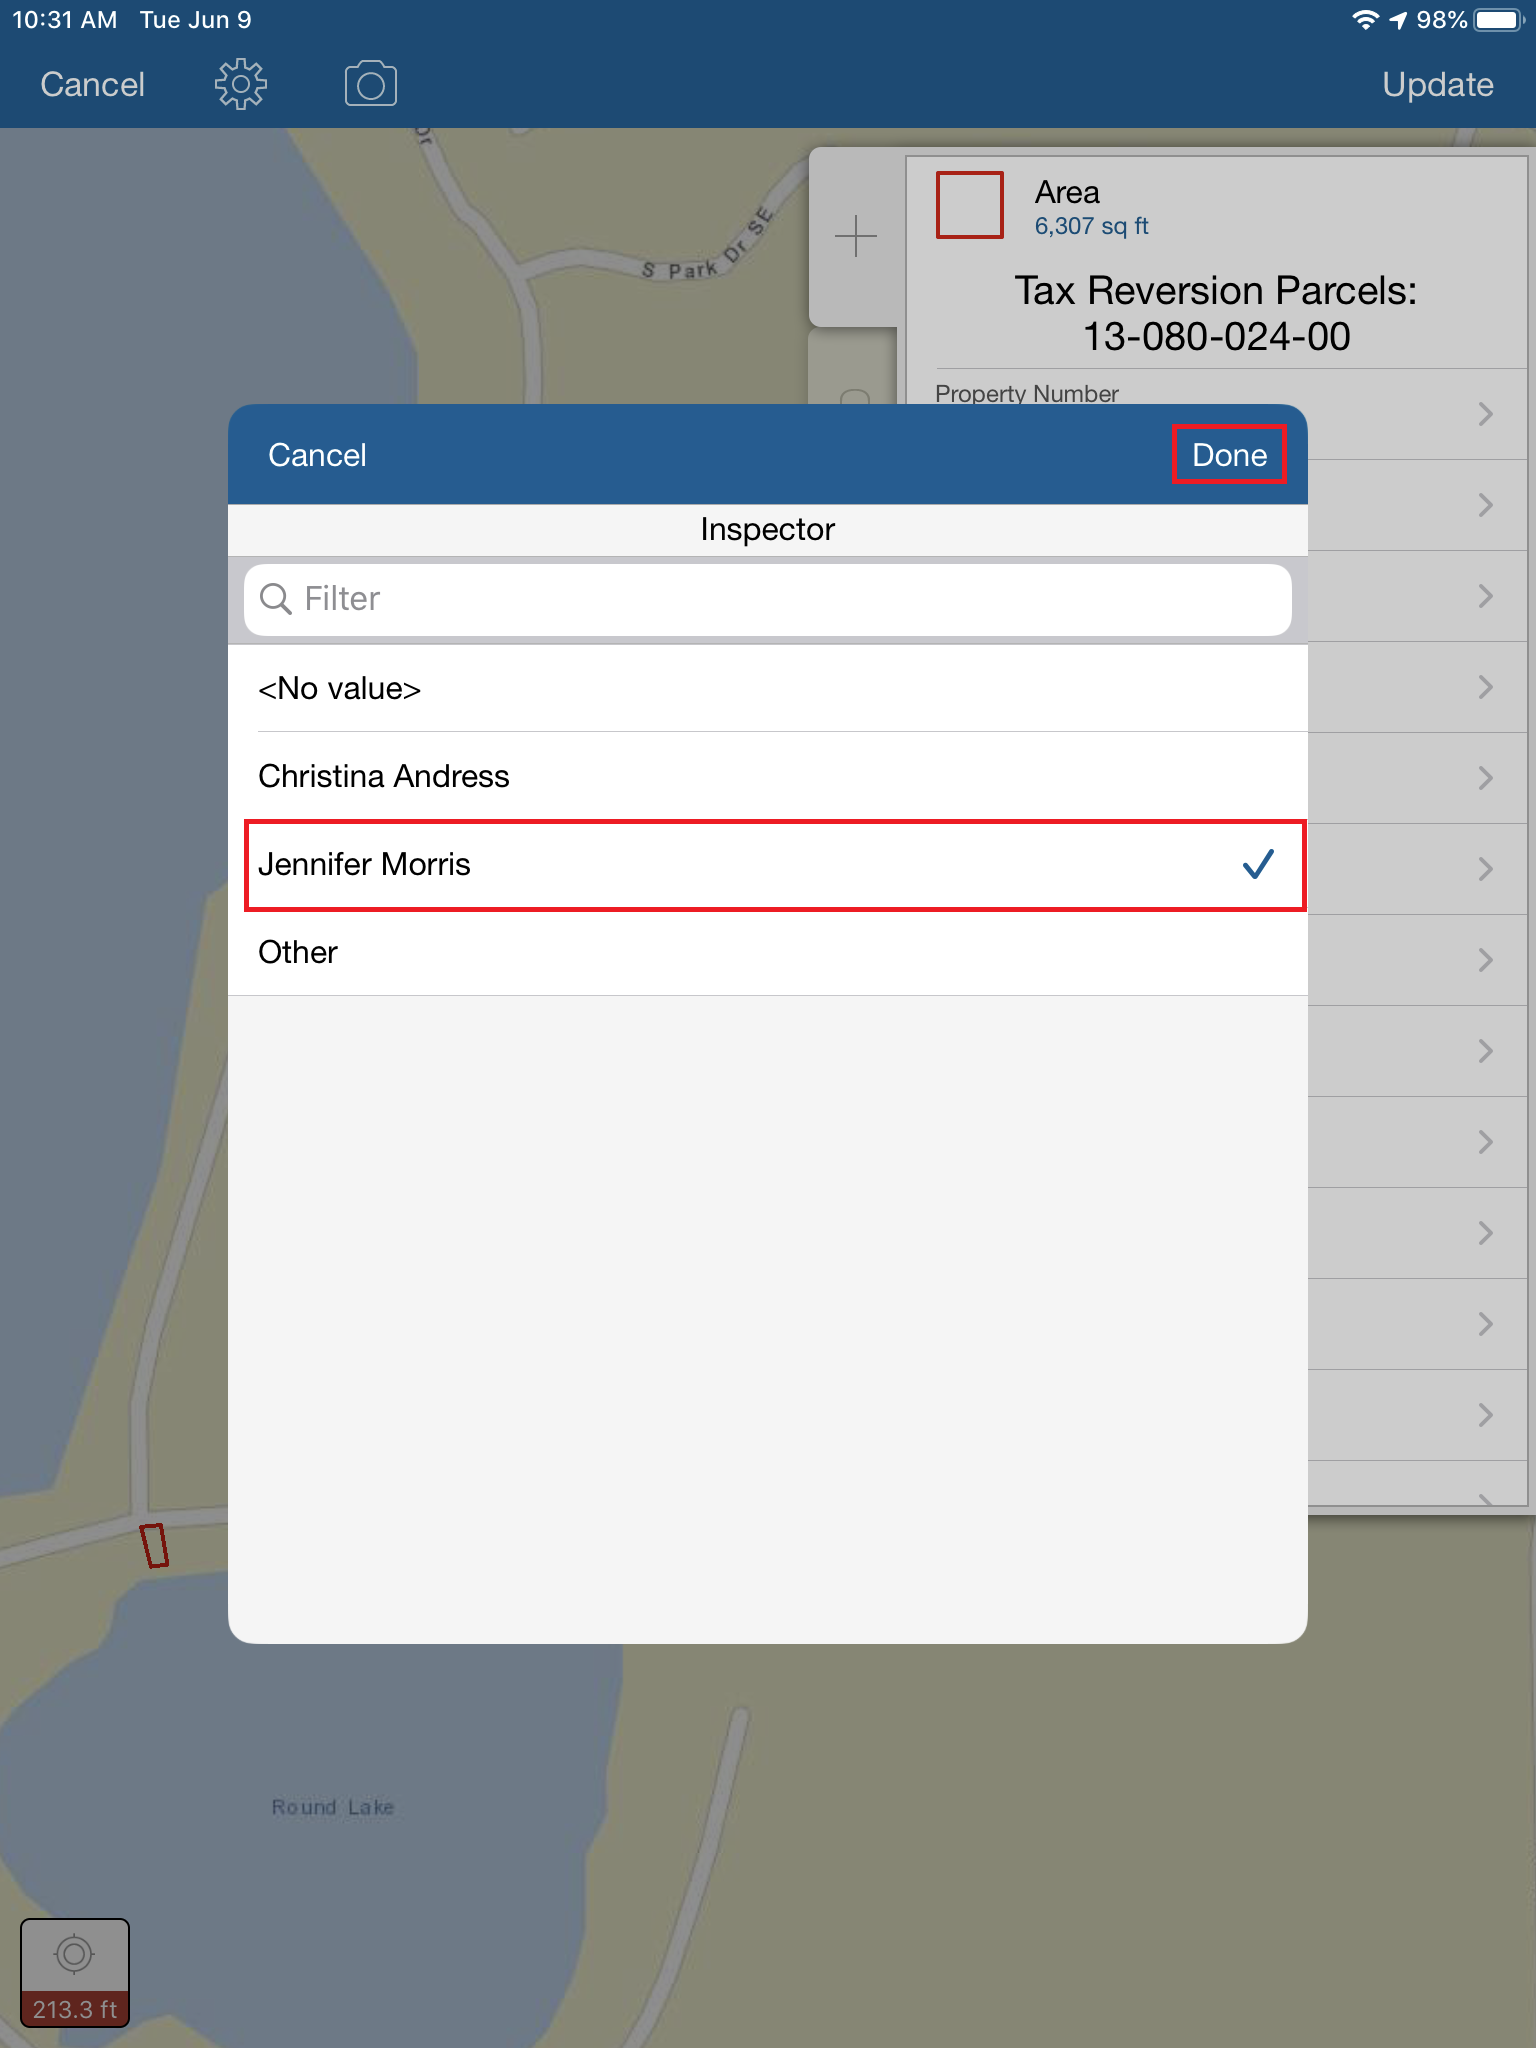 10:31 AM Tue Jun 9 98%
Cancel Update
Dr
S Park Dr SE
Area
6,307 sq ft
Tax Reversion Parcels:
13-080-024-00
Property Number
Cancel Done
Inspector
Filter
<No value>
Christina Andress
Jennifer Morris
Other
Round Lake
213.3 ft